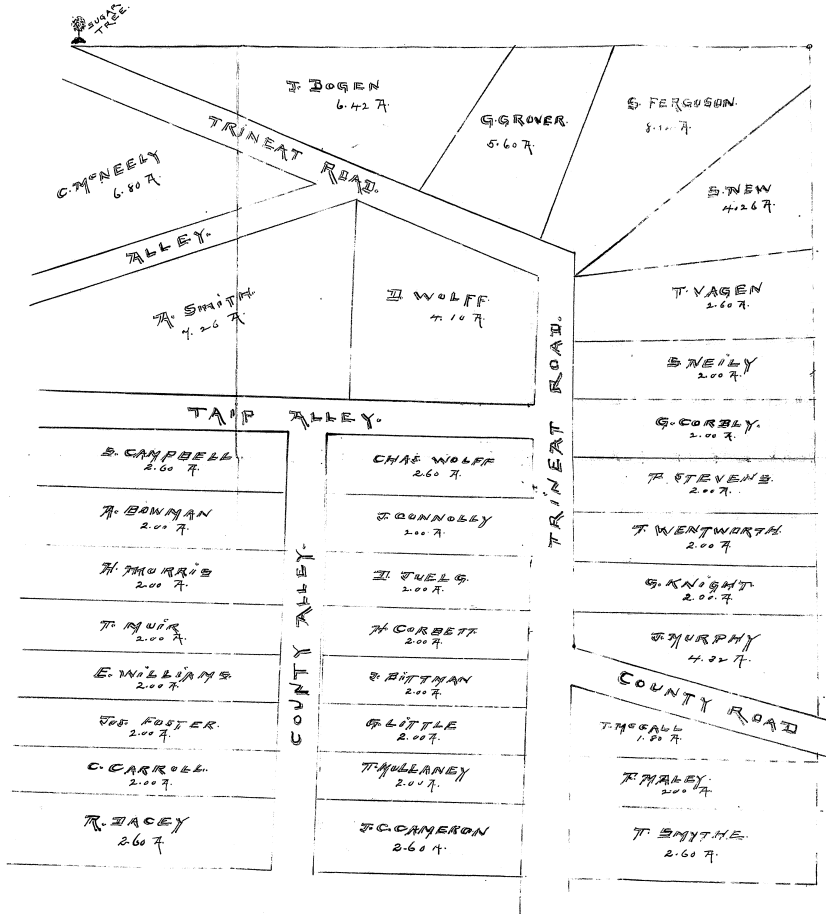 SUGAR
TREE.
J. BOGEN
6.42 A.
G. GROVER.
5.60 A.
S. FERGUSON.
A.
S. NEW
4.26 A.
C. McNEELY
6.80 A.
TRINEAT ROAD.
ALLEY.
A. SMITH.
7.26 A.
D. WOLFF.
4.10 A.
TRINEAT ROAD.
T. VAGEN
2.60 A.
S. NEILY
2.00 A.
G. CORBLY.
2.00 A.
F. STEVENS.
2.00 A.
T. WENTWORTH.
2.00 A.
G. KNIGHT.
2.00 A.
J. MURPHY
4.32 A.
COUNTY ROAD
T. McCALL
1.80 A.
F. MALEY.
2.00 A.
T. SMYTHE.
2.60 A.
TAIP ALLEY.
S. CAMPBELL.
2.60 A.
A. BOWMAN
2.00 A.
H. MORRIS
2.00 A.
T. MUIR
2.00 A.
E. WILLIAMS.
2.00 A.
JOS. FOSTER.
2.00 A.
C. CARROLL.
2.00 A.
R. DACEY
2.60 A
COUNTY ALLEY.
CHAS WOLFF
2.60 A.
J. CONNOLLY
2.00 A.
D. JUELG.
2.00 A.
H. CORBETT.
2.00 A.
BITTMAN
2.00 A.
G. LITTLE
2.00 A.
T. MULLANEY
2.00 A.
J. C. CAMERON
2.60 A.